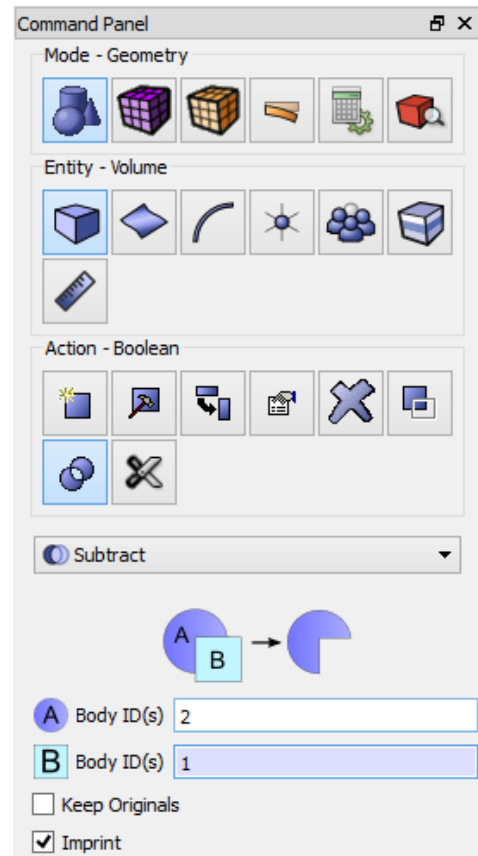 Command Panel
Mode - Geometry
Entity - Volume
Action - Boolean
Subtract
A
B
A Body ID(s) 2
B Body ID(s) 1
Keep Originals
Imprint